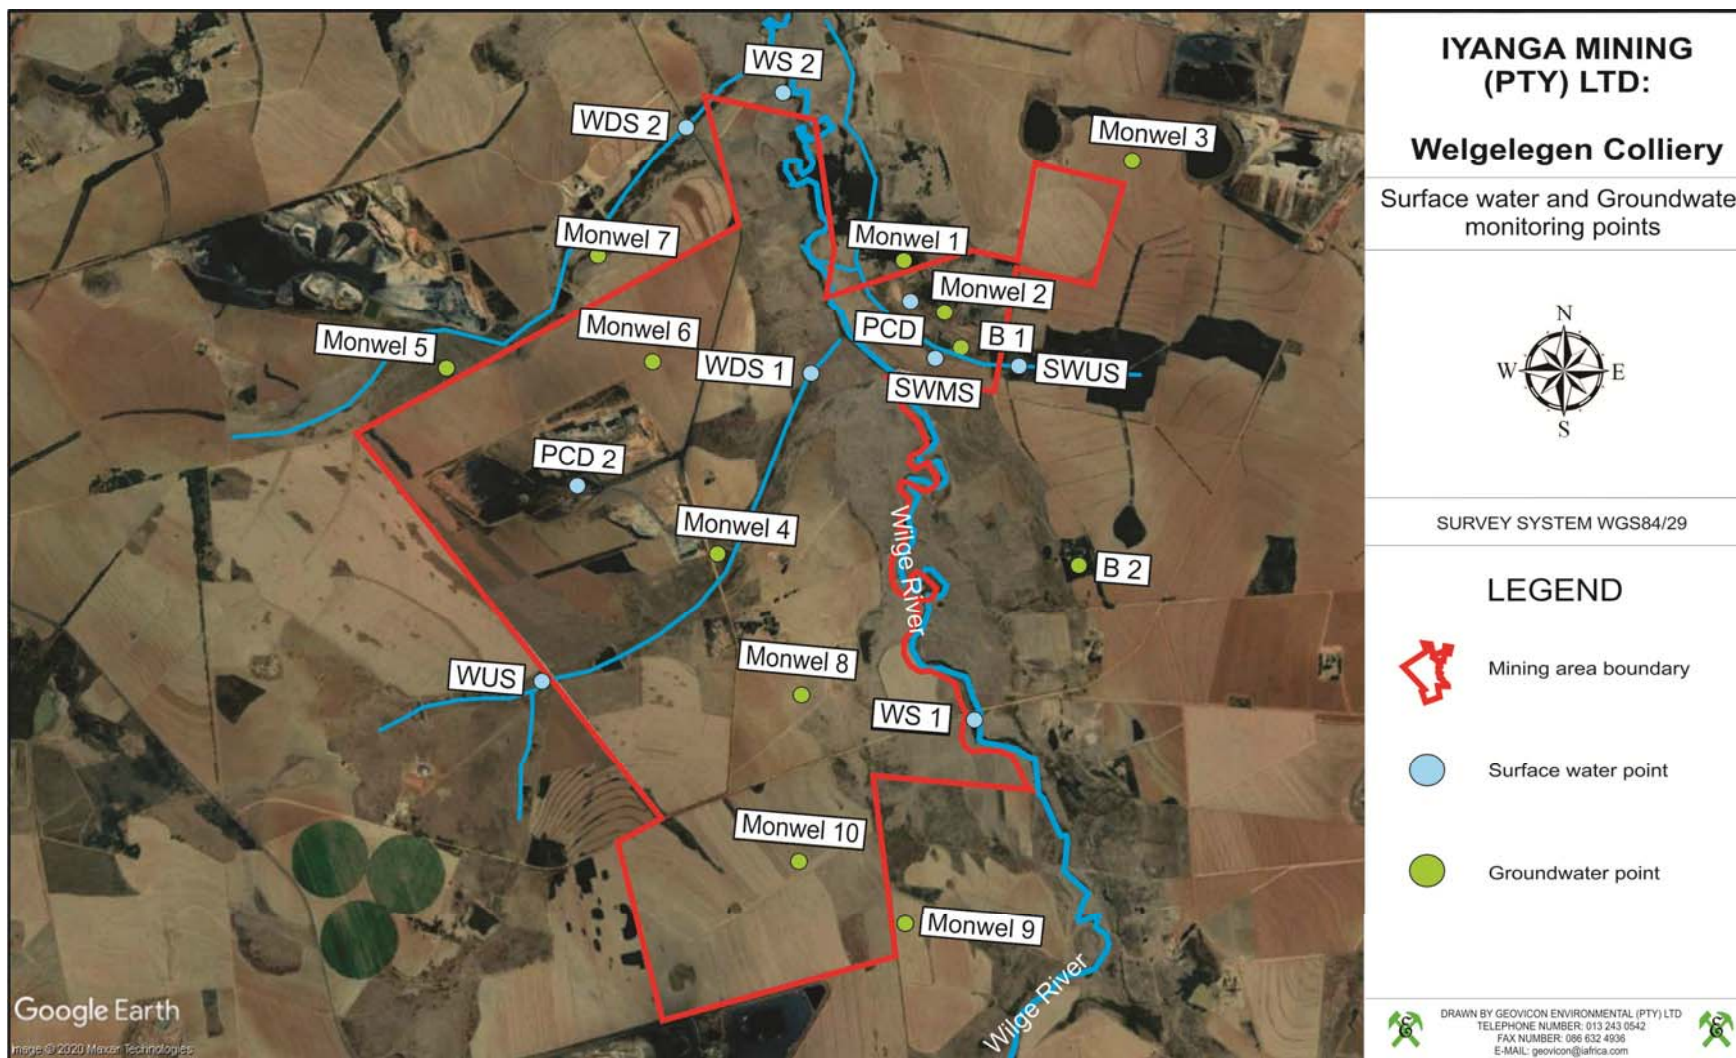 IYANGA MINING
(PTY) LTD:
Welgelegen Colliery
Surface water and Groundwate
monitoring points
N
W
E
S
SURVEY SYSTEM WGS84/29
LEGEND
Mining area boundary
Surface water point
Groundwater point
DRAWN BY GEOVICON ENVIRONMENTAL (PTY) LTD
TELEPHONE NUMBER: 013 243 0542
FAX NUMBER: 086 632 4936
E-MAIL: geovicon@iafrica.com
WS 2
WDS 2
Monwel 3
Monwel 7
Monwel 1
Monwel 2
Monwel 6
Monwel 5
PCD
B 1
WDS 1
SWUS
SWMS
PCD 2
Monwel 4
Wilge River
B 2
Monwel 8
WUS
WS 1
Monwel 10
Monwel 9
Wilge River
Google Earth
Image © 2020 Maxar Technologies